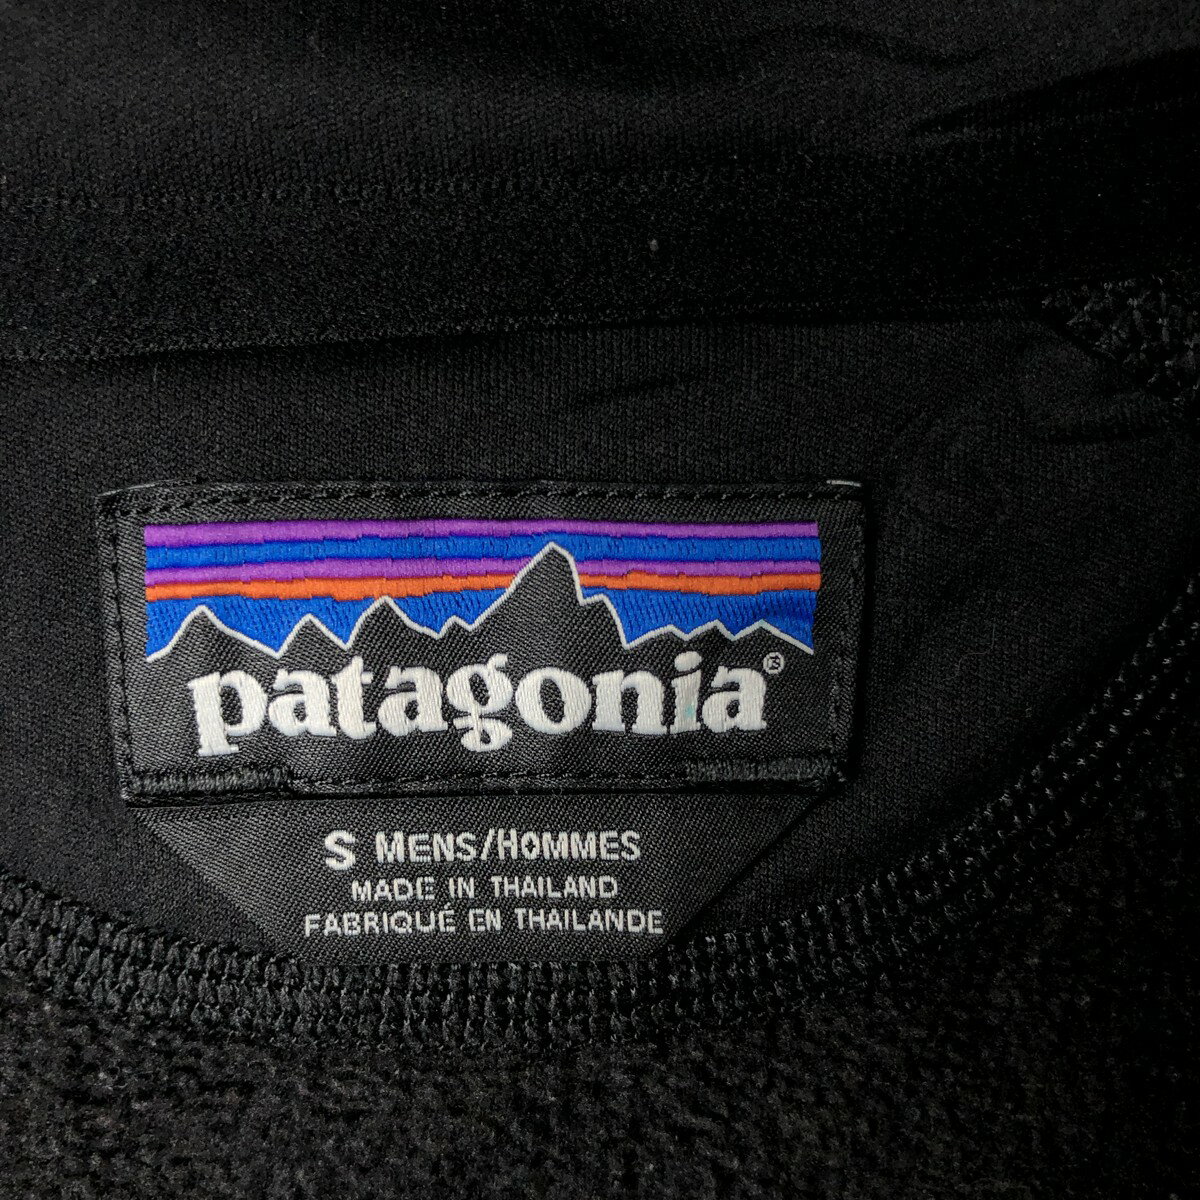 patagonia®
S MENS/HOMMES
MADE IN THAILAND
FABRIQUÉ EN THAILANDE